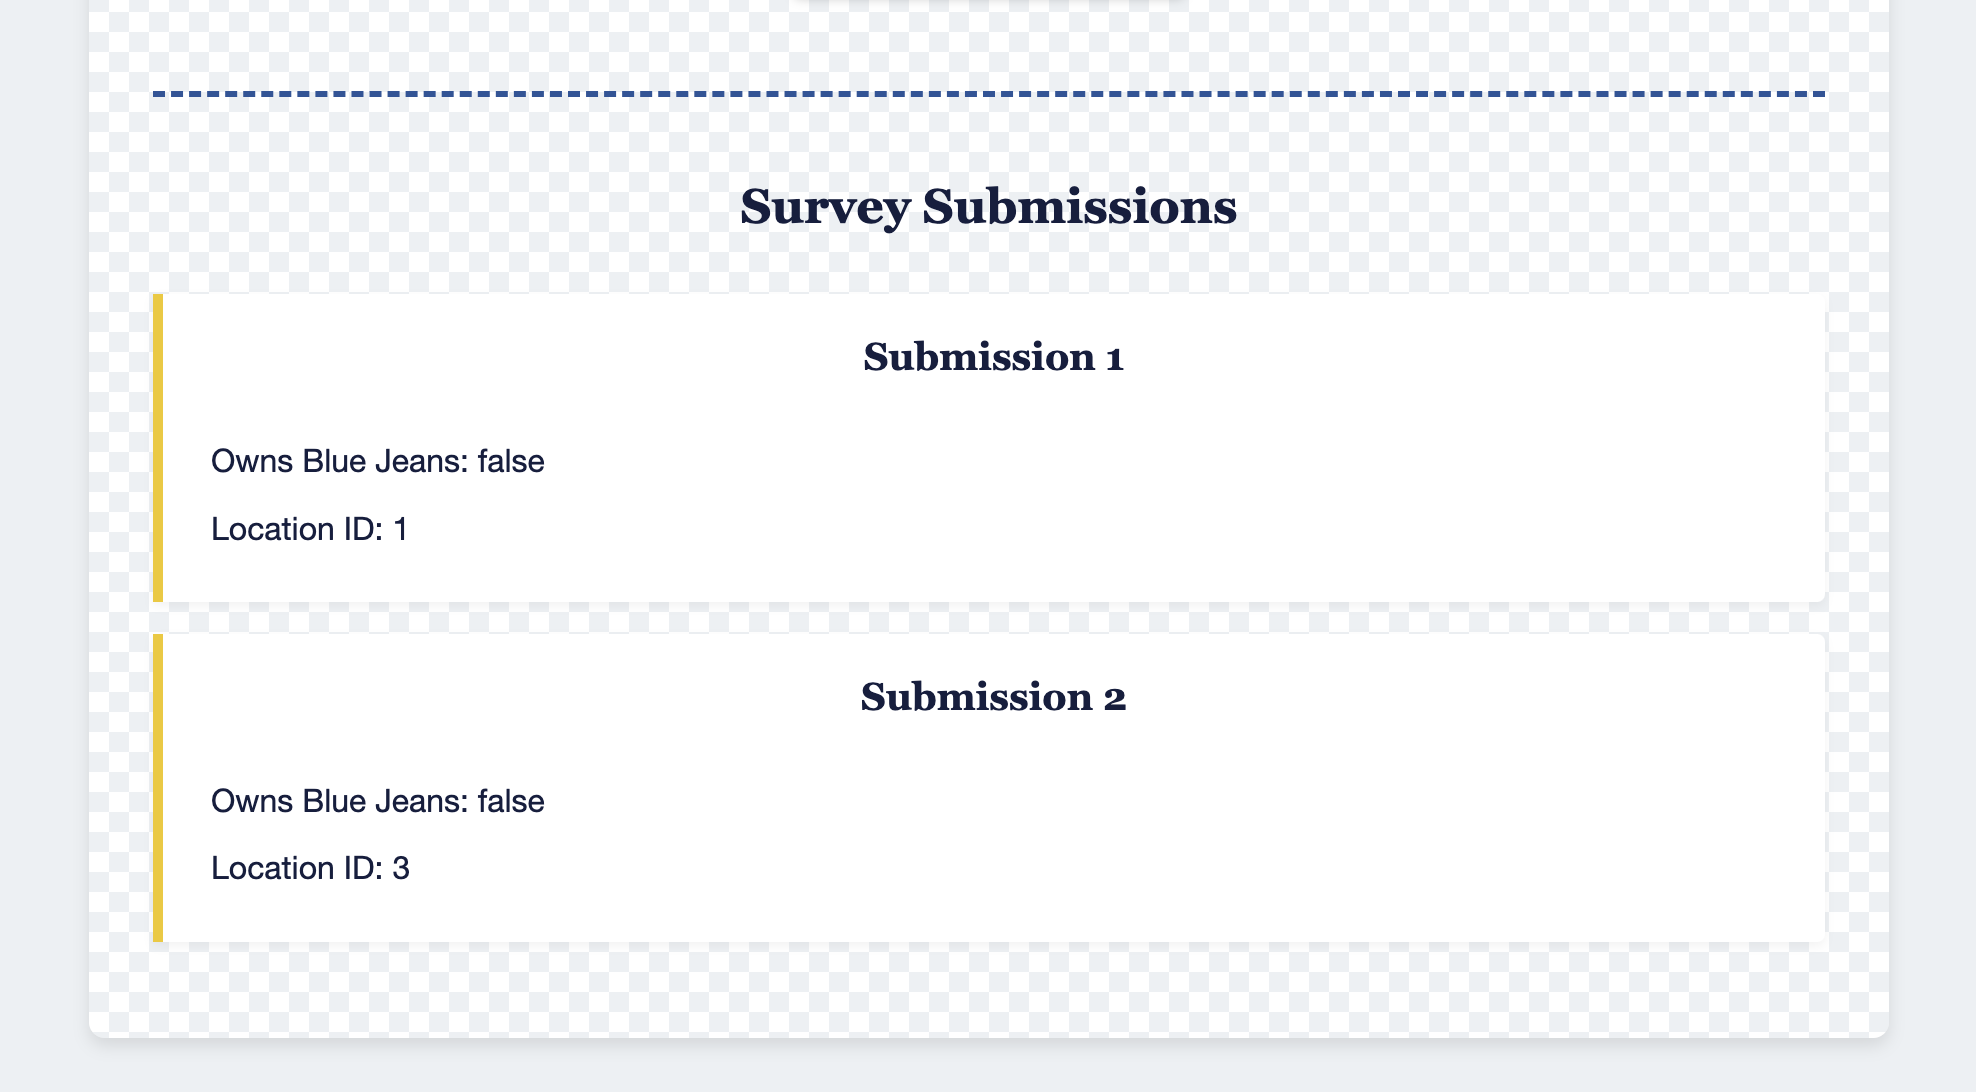 Survey Submissions
Submission 1
Owns Blue Jeans: false
Location ID: 1
Submission 2
Owns Blue Jeans: false
Location ID: 3